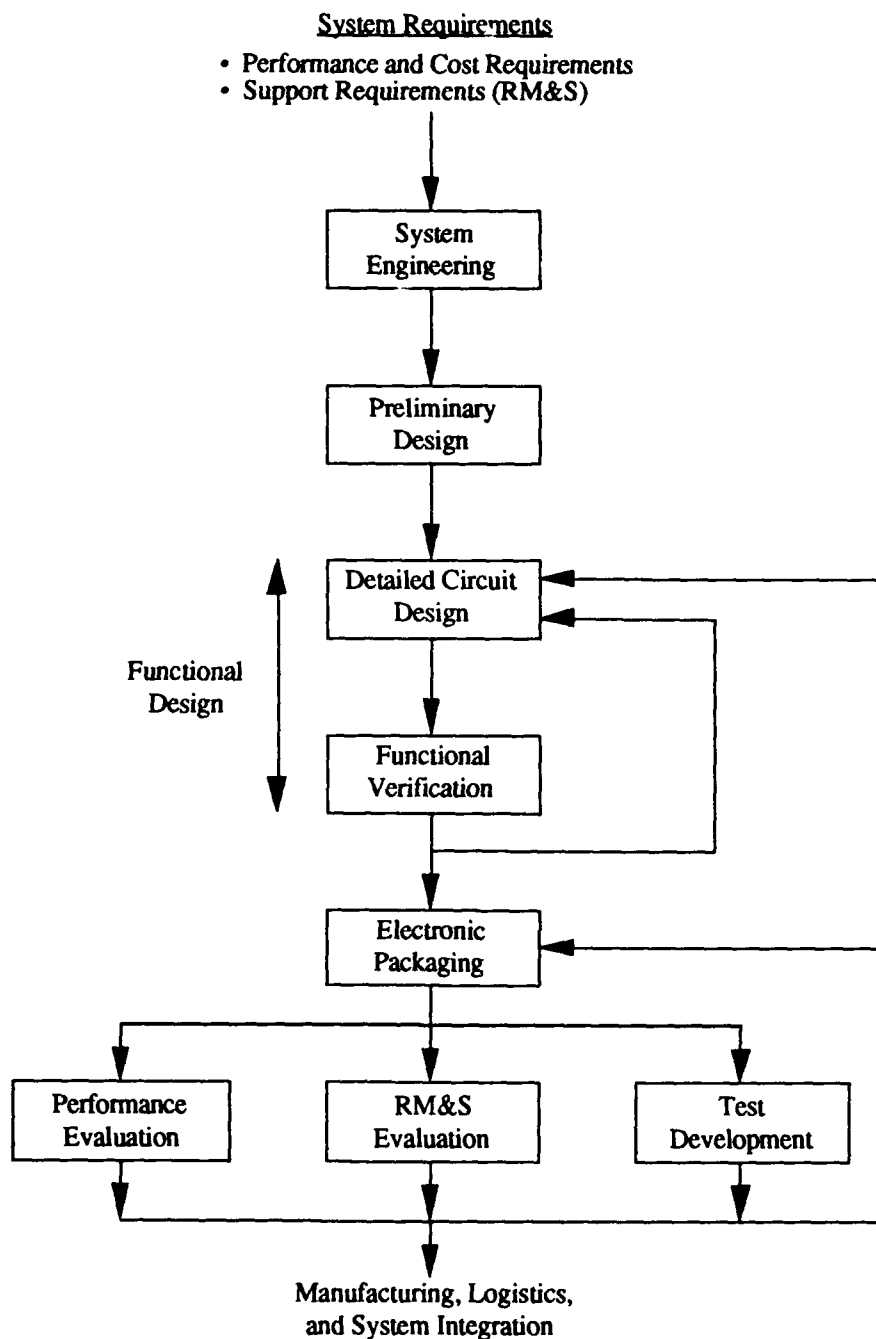 System Requirements
• Performance and Cost Requirements
• Support Requirements (RM&S)
System
Engineering
Preliminary
Design
Detailed Circuit
Design
Functional
Design
Functional
Verification
Electronic
Packaging
Performance
Evaluation
RM&S
Evaluation
Test
Development
Manufacturing, Logistics,
and System Integration